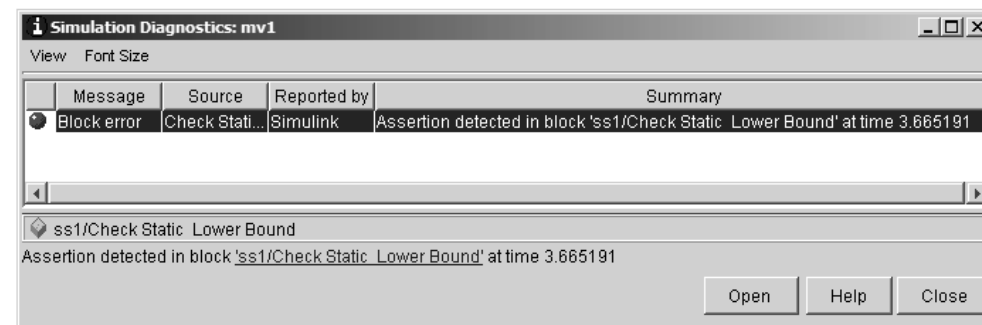 Simulation Diagnostics: mv1
View Font Size
Message Source Reported by Summary
Block error Check Stati... Simulink Assertion detected in block 'ss1/Check Static Lower Bound' at time 3.665191
ss1/Check Static Lower Bound
Assertion detected in block 'ss1/Check Static Lower Bound' at time 3.665191
Open Help Close